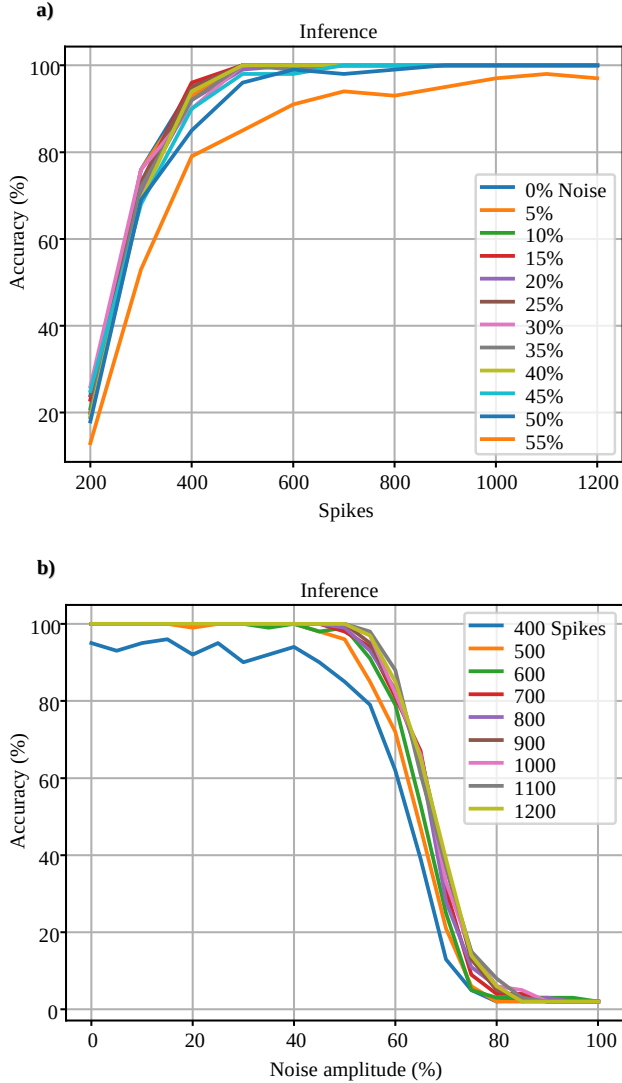 a)
Inference
100
80
60
40
20
Accuracy (%)
0% Noise
5%
10%
15%
20%
25%
30%
35%
40%
45%
50%
55%
200 400 600 800 1000 1200
Spikes
b)
Inference
100
80
60
40
20
0
Accuracy (%)
400 Spikes
500
600
700
800
900
1000
1100
1200
0 20 40 60 80 100
Noise amplitude (%)